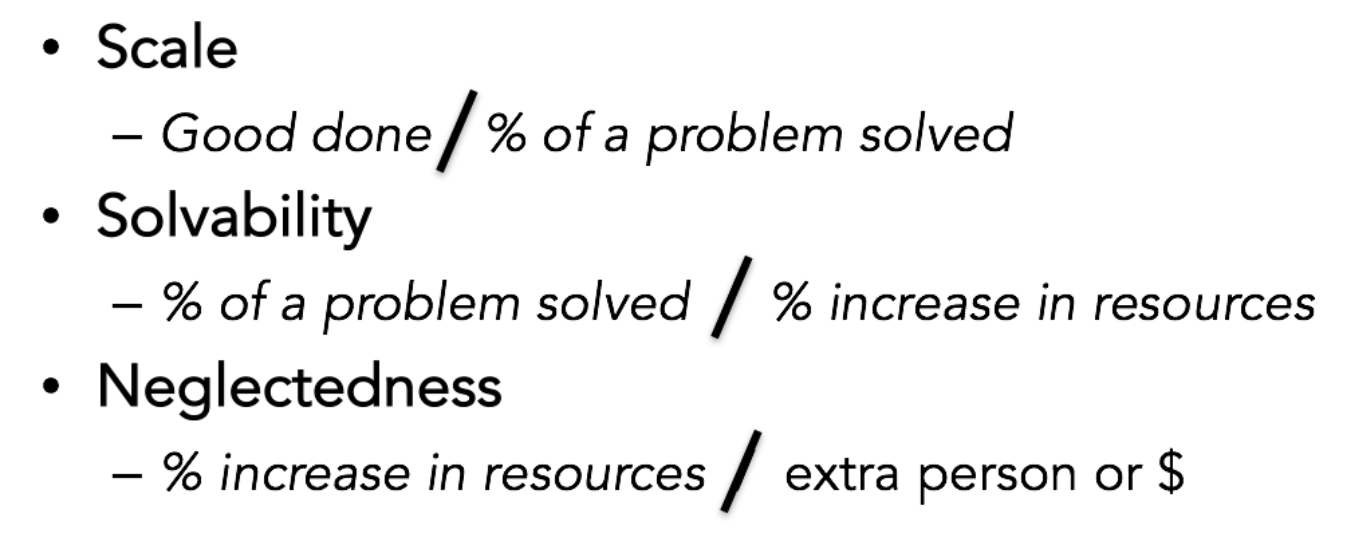 • Scale
– Good done / % of a problem solved
• Solvability
– % of a problem solved / % increase in resources
• Neglectedness
– % increase in resources / extra person or $